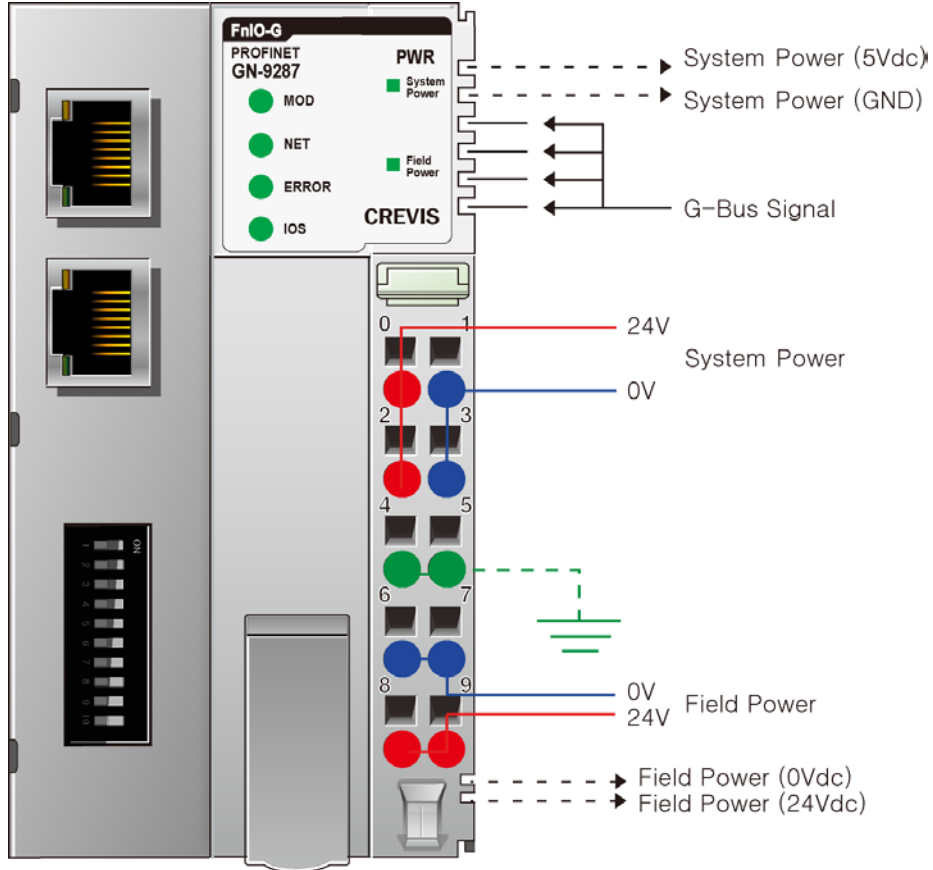 FnIO-G
PROFINET
GN-9287
PWR
System
Power
MOD
NET
Field
Power
ERROR
IOS
CREVIS
System Power (5Vdc)
System Power (GND)
G-Bus Signal
0 1
24V
System Power
0V
2 3
4 5
6 7
8 9
0V
24V
Field Power
Field Power (0Vdc)
Field Power (24Vdc)
ON
1
2
3
4
5
6
7
8
9
10